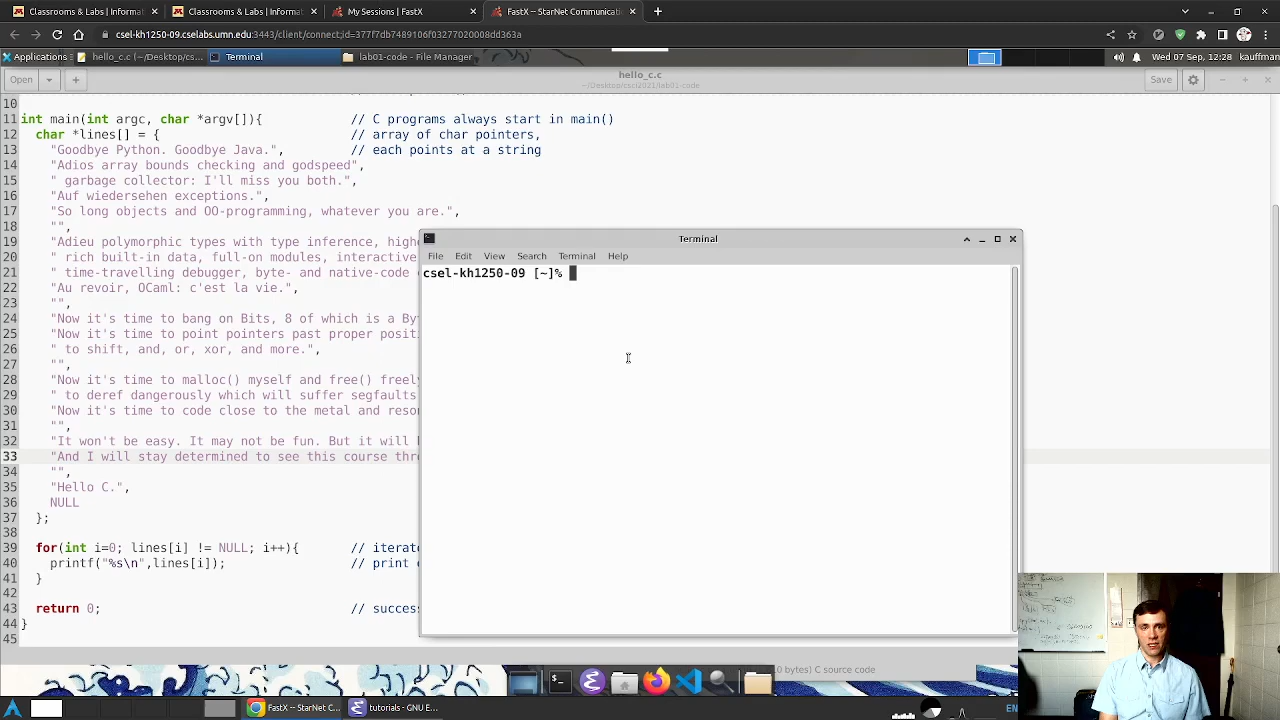 Classrooms & Labs | Informat
Classrooms & Labs | Informat
My Sessions | FastX
FastX – StarNet Communicatio
csel-kh1250-09.cselabs.umn.edu:3443/client/connect;id=377f7db7489106f03277020008dd363a
Applications
hello_c.c (~/Desktop/cs...
Terminal
lab01-code - File Manager
Wed 07 Sep, 12:28
kauffman
Open
hello_c.c
~/Desktop/csci2021/lab01-code
Save
10
11 int main(int argc, char *argv[]){ // C programs always start in main()
12 char *lines[] = { // array of char pointers,
13 "Goodbye Python. Goodbye Java.", // each points at a string
14 "Adios array bounds checking and godspeed",
15 " garbage collector: I'll miss you both.",
16 "Auf wiedersehen exceptions.",
17 "So long objects and OO-programming, whatever you are.",
18 "",
19 "Adieu polymorphic types with type inference, high
20 " rich built-in data, full-on modules, interactive
21 " time-travelling debugger, byte- and native-code
22 "Au revoir, OCaml: c'est la vie.",
23 "",
24 "Now it's time to bang on Bits, 8 of which is a By
25 "Now it's time to point pointers past proper posit
26 " to shift, and, or, xor, and more.",
27 "",
28 "Now it's time to malloc() myself and free() freel
29 " to deref dangerously which will suffer segfaults
30 "Now it's time to code close to the metal and reso
31 "",
32 "It won't be easy. It may not be fun. But it will
33 "And I will stay determined to see this course thr
34 "",
35 "Hello C.",
36 NULL
37 };
38
39 for(int i=0; lines[i] != NULL; i++){ // iterate
40 printf("%s\n",lines[i]); // print
41 }
42
43 return 0; // succes
44 }
45
Terminal
File Edit View Search Terminal Help
csel-kh1250-09 [~]%
0 bytes) C source code
FastX – StarNet C...
tutorials - GNU E...
EN